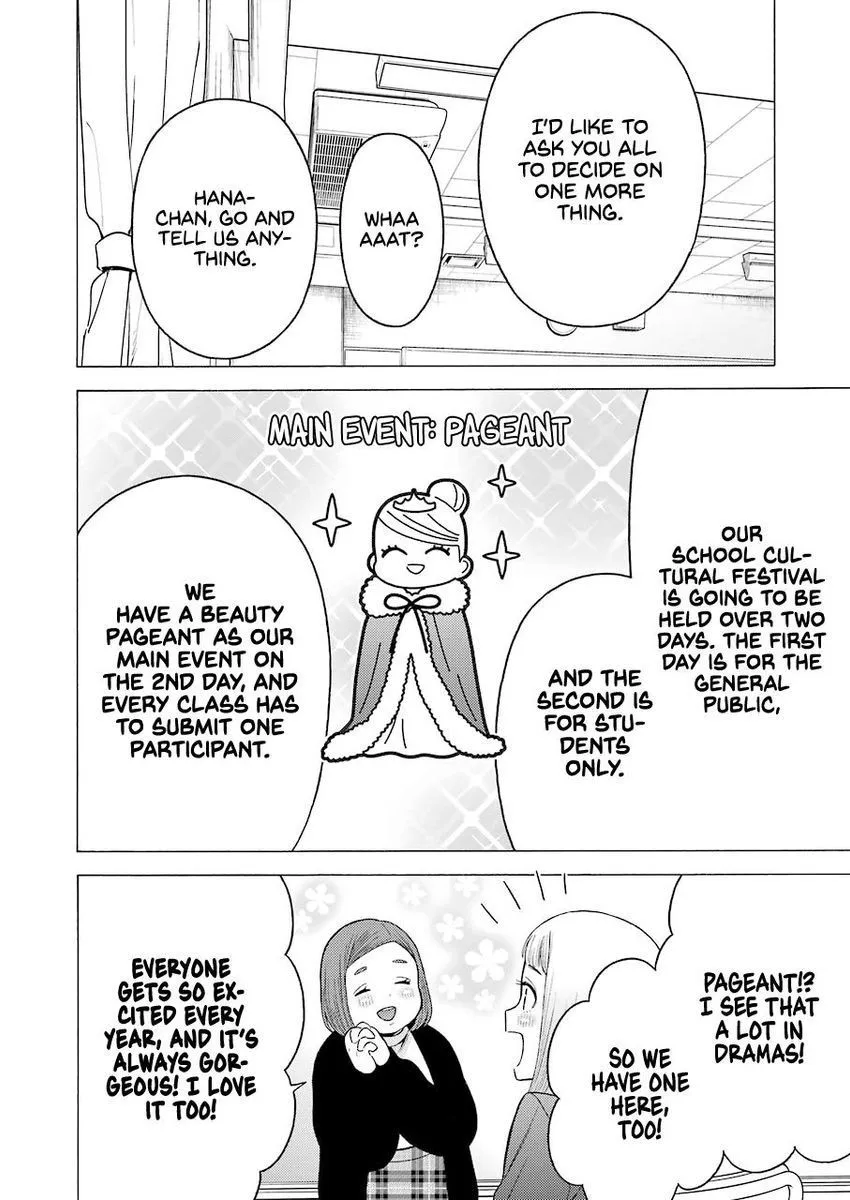 I'D LIKE TO
ASK YOU ALL
TO DECIDE ON
ONE MORE
THING.
WHAA
AAAT?
HANA-
CHAN, GO AND
TELL US ANY-
THING.
MAIN EVENT: PAGEANT
OUR
SCHOOL CUL-
TURAL FESTIVAL
IS GOING TO BE
HELD OVER TWO
DAYS. THE FIRST
DAY IS FOR THE
GENERAL
PUBLIC,
AND THE
SECOND IS
FOR STU-
DENTS
ONLY.
WE
HAVE A BEAUTY
PAGEANT AS OUR
MAIN EVENT ON
THE 2ND DAY, AND
EVERY CLASS HAS
TO SUBMIT ONE
PARTICIPANT.
PAGEANT!?
I SEE THAT
A LOT IN
DRAMAS!
SO WE
HAVE ONE
HERE,
TOO!
EVERYONE
GETS SO EX-
CITED EVERY
YEAR, AND IT'S
ALWAYS GOR-
GEOUS! I LOVE
IT TOO!